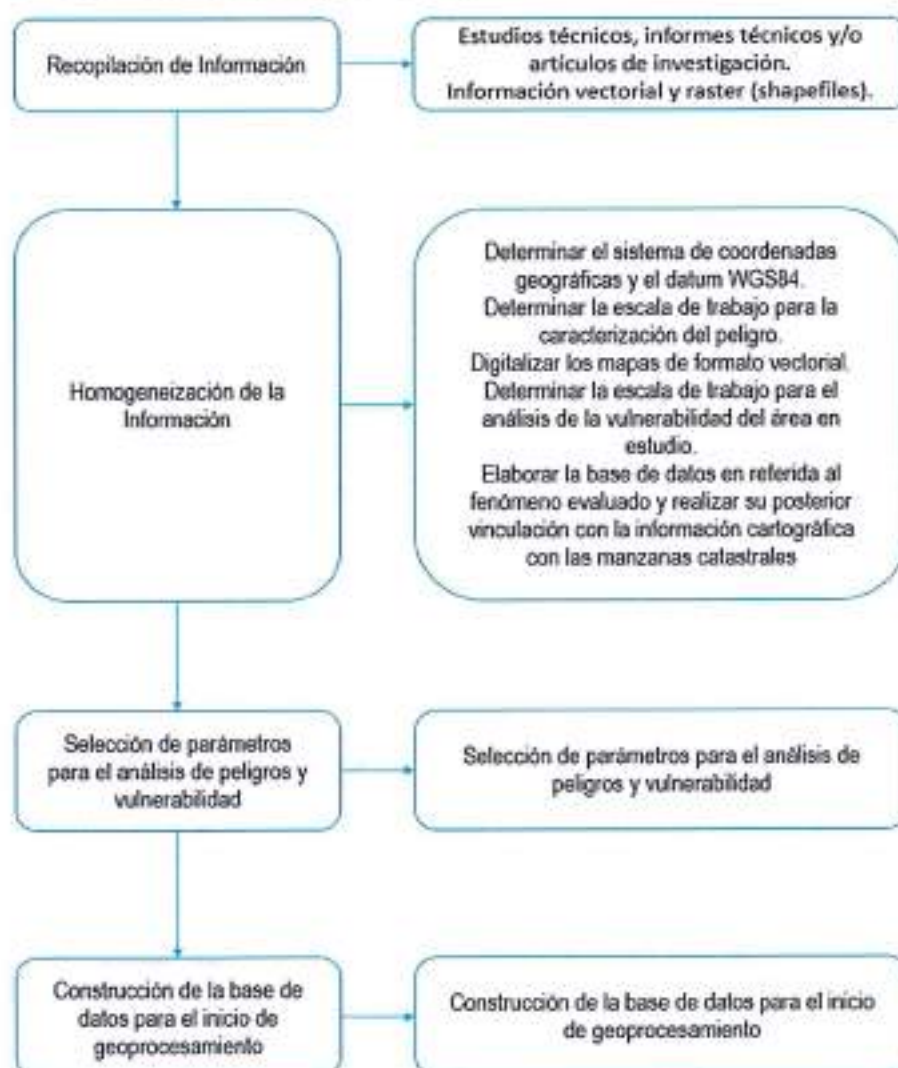 Recopilación de Información
Estudios técnicos, informes técnicos y/o
artículos de investigación.
Información vectorial y raster (shapefiles).
Homogeneización de la
Información
Determinar el sistema de coordenadas
geográficas y el datum WGS84.
Determinar la escala de trabajo para la
caracterización del peligro.
Digitalizar los mapas de formato vectorial.
Determinar la escala de trabajo para el
análisis de la vulnerabilidad del área en
estudio.
Elaborar la base de datos en referida al
fenómeno evaluado y realizar su posterior
vinculación con la información cartográfica
con las manzanas catastrales
Selección de parámetros
para el análisis de peligros y
vulnerabilidad
Selección de parámetros para el análisis de
peligros y vulnerabilidad
Construcción de la base de
datos para el inicio de
geoprocesamiento
Construcción de la base de datos para el inicio
de geoprocesamiento